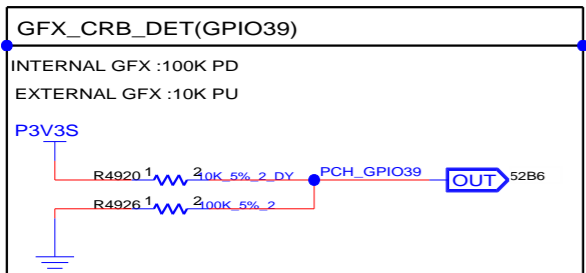 GFX_CRB_DET(GPIO39)
INTERNAL GFX :100K PD
EXTERNAL GFX :10K PU
P3V3S
R4920 1 2 10K_5%_2_DY PCH_GPIO39 OUT 52B6
R4926 1 2 100K_5%_2